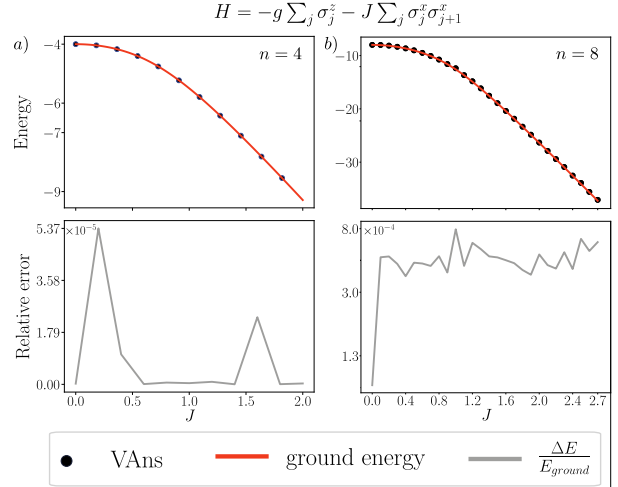 H = −g ∑_j σ_j^z − J ∑_j σ_j^x σ_{j+1}^x
a)
n = 4
Energy
−4
−6
−7
−9
b)
n = 8
−10
−20
−30
Relative error
×10^{−5}
5.37
3.58
1.79
0.00
0.0 0.5 1.0 1.5 2.0
J
×10^{−4}
8.0
3.0
1.3
0.0 0.4 0.8 1.2 1.6 2.0 2.4 2.7
J
VAns ground energy ΔE/E_{ground}